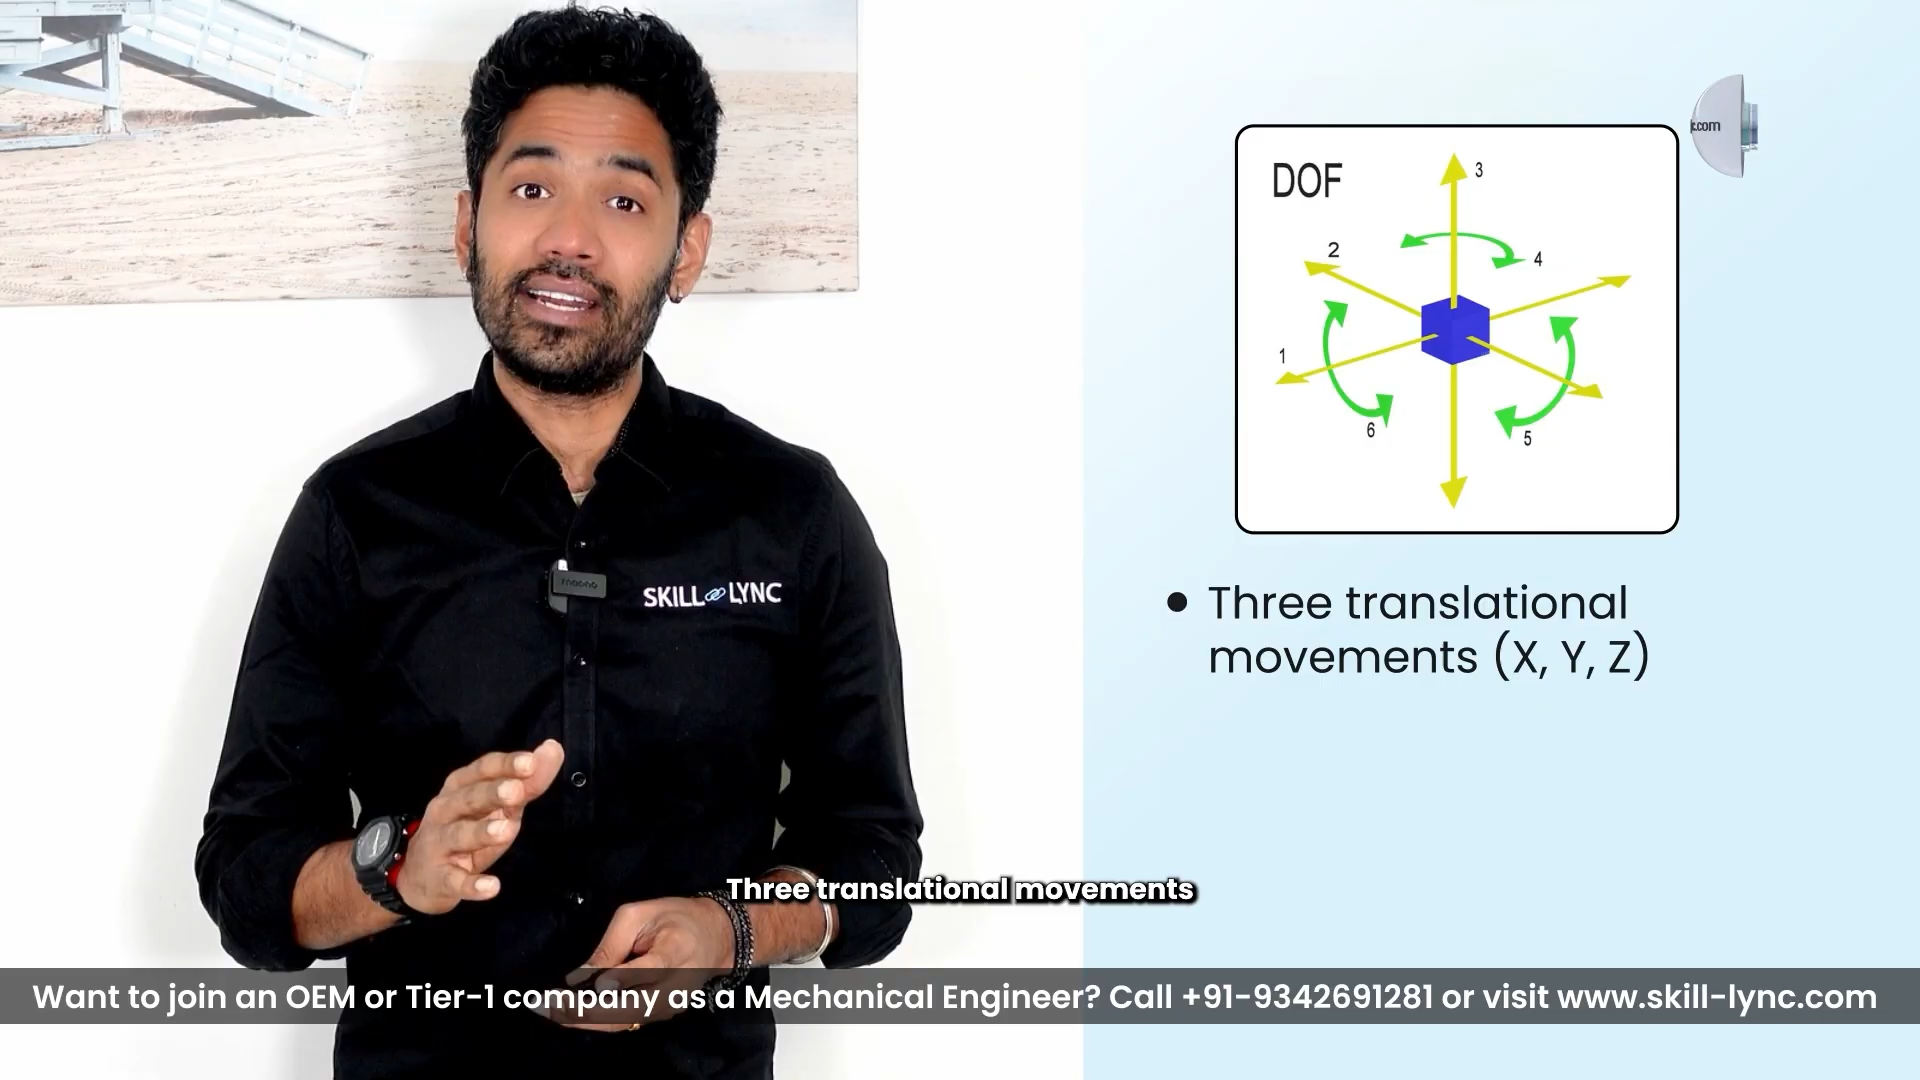 k.com
DOF
3
2
4
1
6
5
• Three translational
movements (X, Y, Z)
maono
SKILL LYNC
Three translational movements
Want to join an OEM or Tier-1 company as a Mechanical Engineer? Call +91-9342691281 or visit www.skill-lync.com